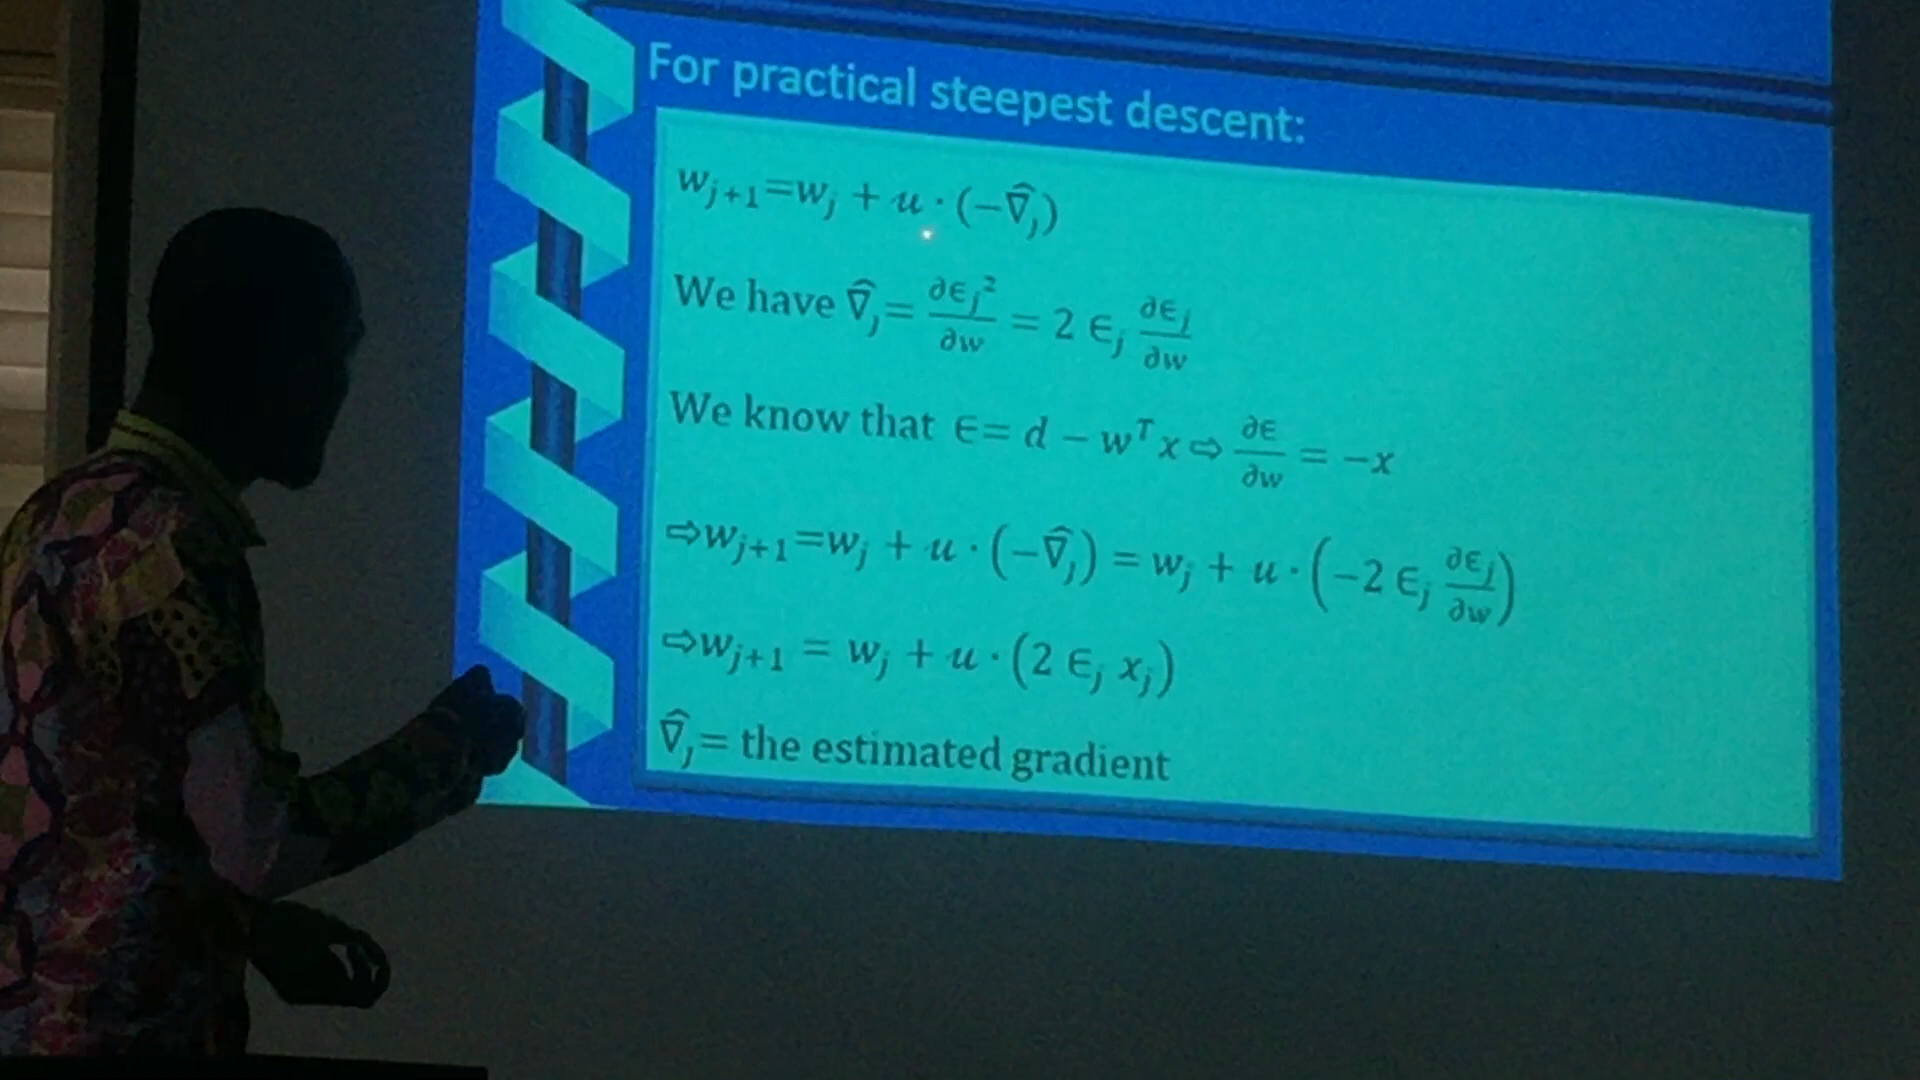 For practical steepest descent:
w_{j+1}=w_j + u · (−∇̂_j)
We have ∇̂_j= ∂ϵ_j²/∂w = 2 ϵ_j ∂ϵ_j/∂w
We know that ϵ= d − w^T x ⇨ ∂ϵ/∂w = −x
⇨w_{j+1}=w_j + u · (−∇̂_j) = w_j + u · (−2 ϵ_j ∂ϵ_j/∂w)
⇨w_{j+1} = w_j + u · (2 ϵ_j x_j)
∇̂_j= the estimated gradient